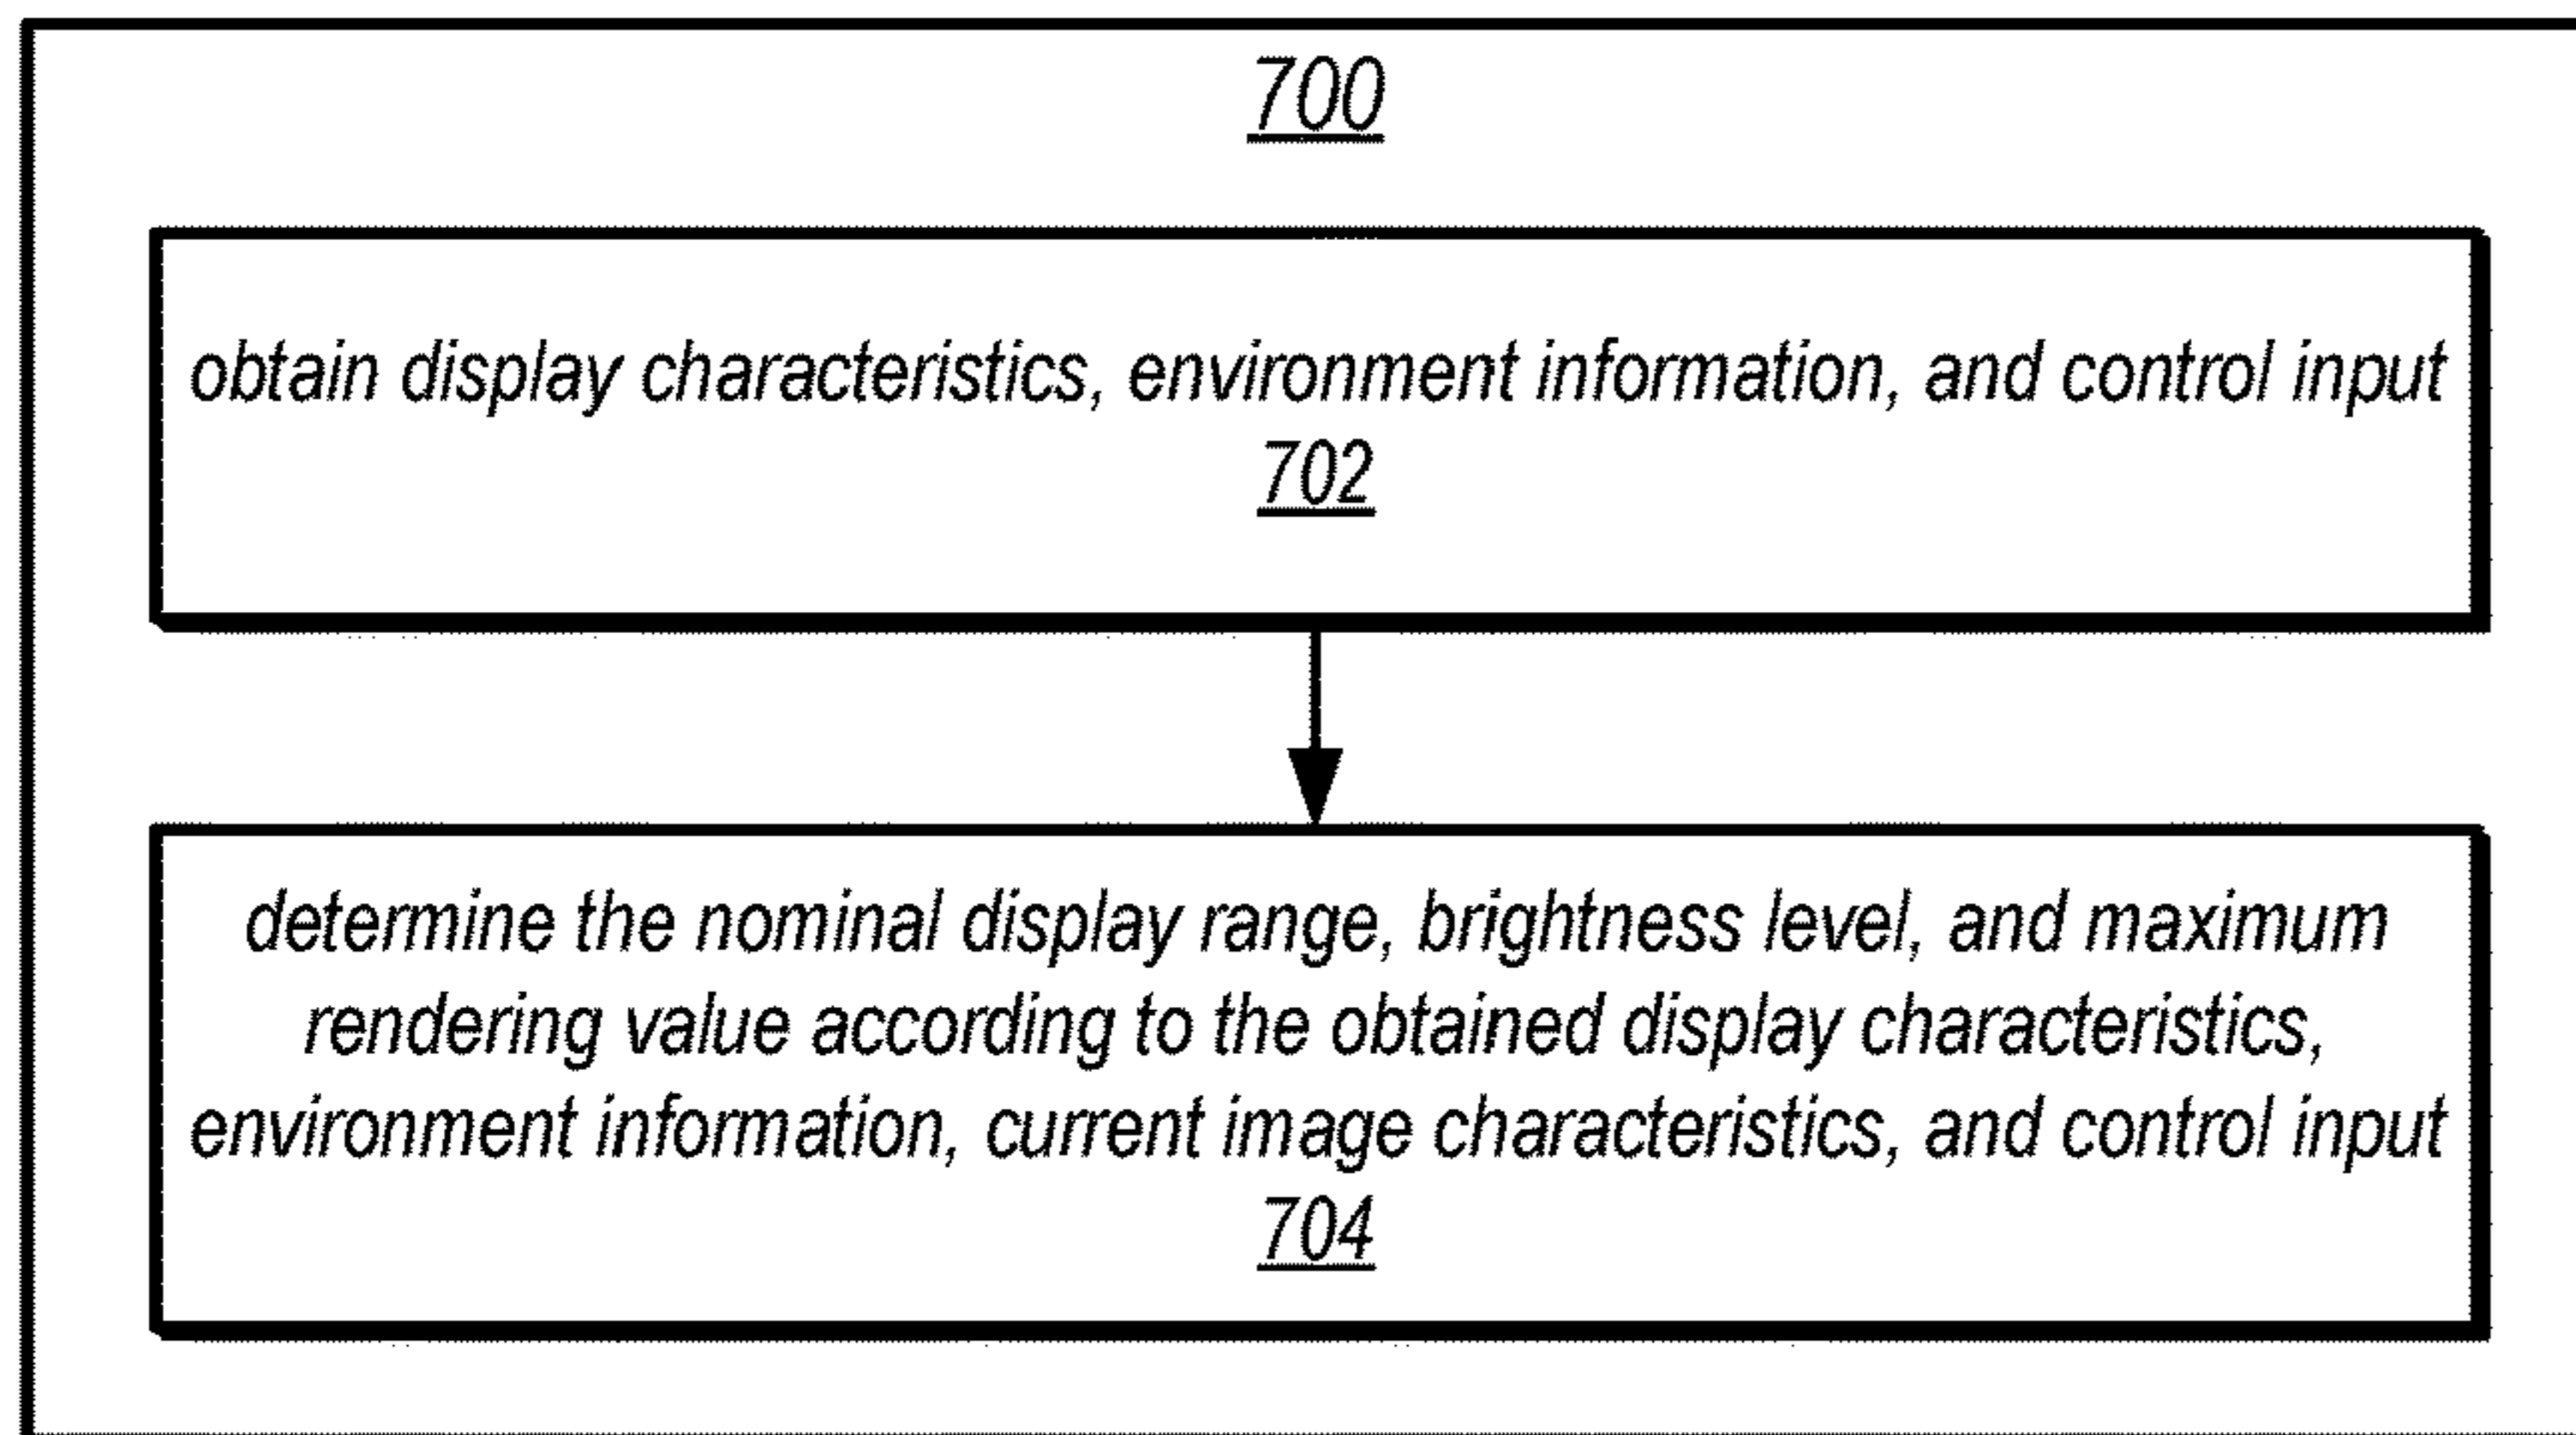 700
obtain display characteristics, environment information, and control input
702
determine the nominal display range, brightness level, and maximum
rendering value according to the obtained display characteristics,
environment information, current image characteristics, and control input
704